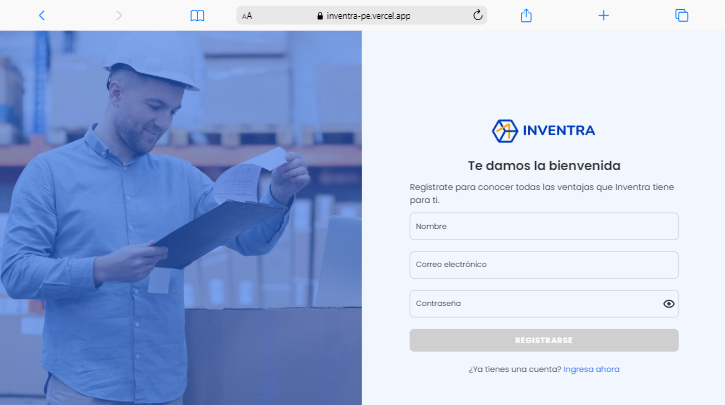 AA inventra-pe.vercel.app
INVENTRA
Te damos la bienvenida
Registrate para conocer todas las ventajas que Inventra tiene
para ti.
Nombre
Correo electrónico
Contraseña
REGISTRARSE
¿Ya tienes una cuenta? Ingresa ahora